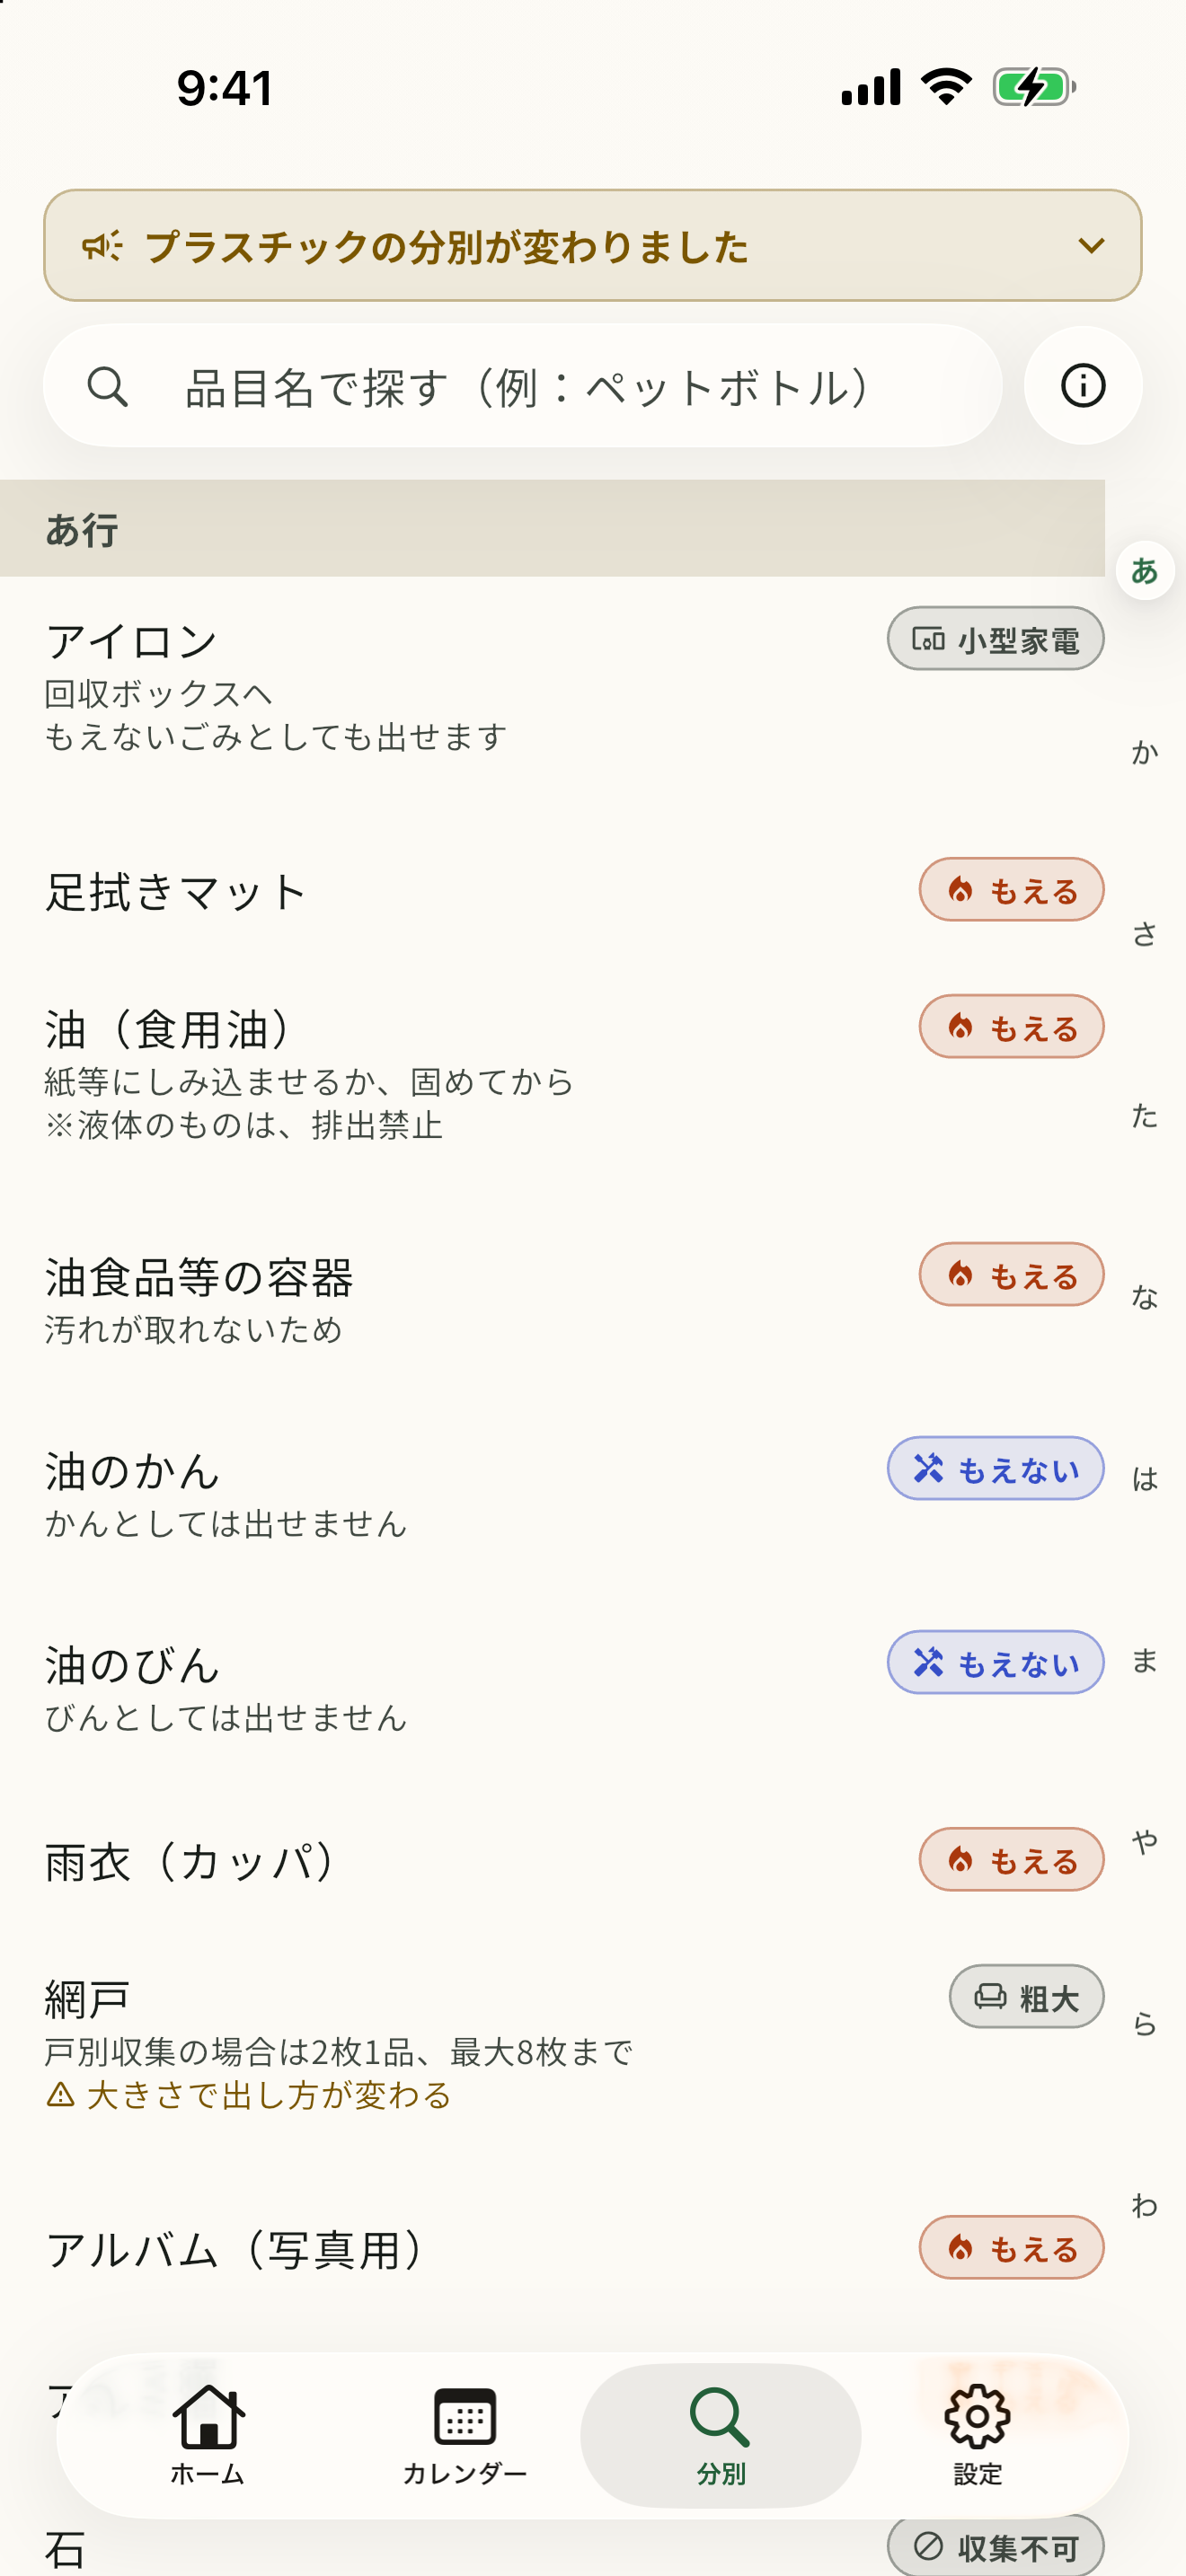 9:41
プラスチックの分別が変わりました
品目名で探す（例：ペットボトル）
あ行
あ
アイロン
小型家電
回収ボックスへ
もえないごみとしても出せます
か
足拭きマット
もえる
さ
油（食用油）
もえる
紙等にしみ込ませるか、固めてから
※液体のものは、排出禁止
た
油食品等の容器
もえる
汚れが取れないため
な
油のかん
もえない
かんとしては出せません
は
油のびん
もえない
びんとしては出せません
ま
雨衣（カッパ）
もえる
や
網戸
粗大
戸別収集の場合は2枚1品、最大8枚まで
大きさで出し方が変わる
ら
わ
アルバム（写真用）
もえる
ホーム
カレンダー
分別
設定
石
収集不可